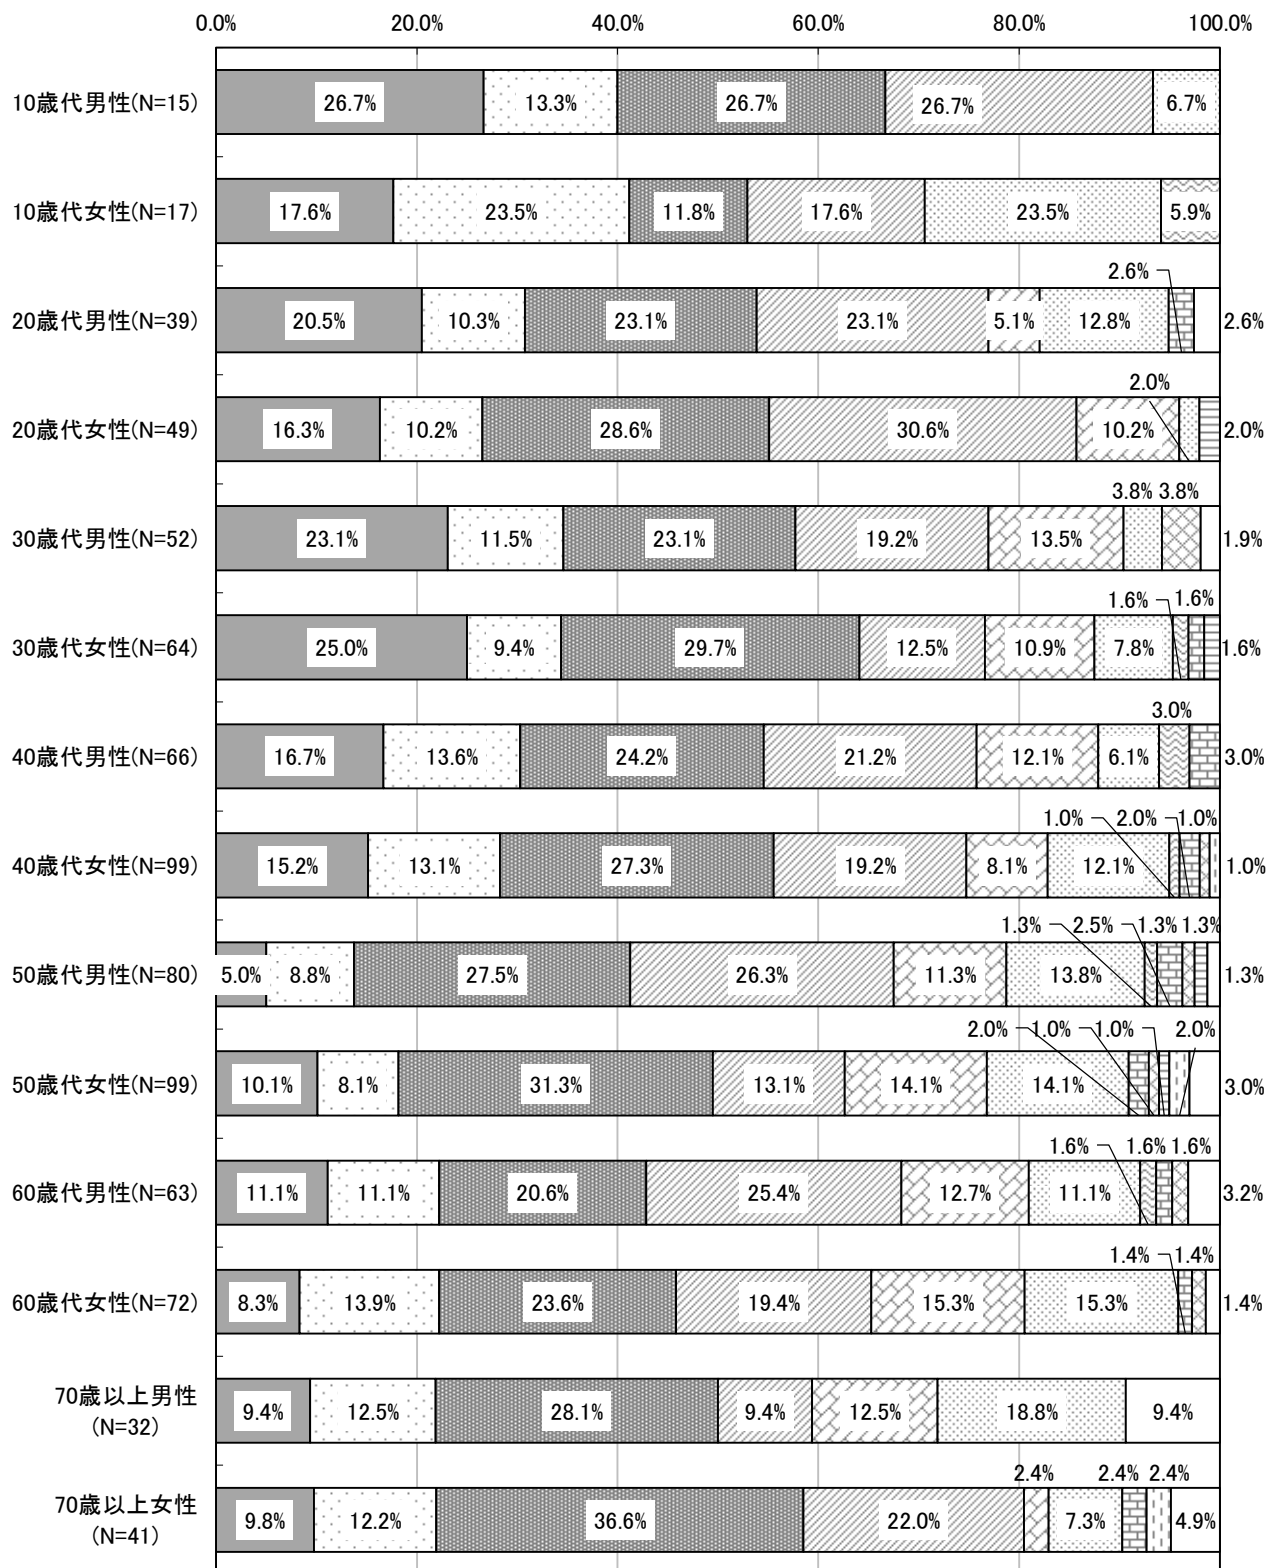 0.0% 20.0% 40.0% 60.0% 80.0% 100.0%
10歳代男性(N=15) 26.7% 13.3% 26.7% 26.7% 6.7%
10歳代女性(N=17) 17.6% 23.5% 11.8% 17.6% 23.5% 5.9%
2.6%
20歳代男性(N=39) 20.5% 10.3% 23.1% 23.1% 5.1% 12.8% 2.6%
2.0%
20歳代女性(N=49) 16.3% 10.2% 28.6% 30.6% 10.2% 2.0%
3.8% 3.8%
30歳代男性(N=52) 23.1% 11.5% 23.1% 19.2% 13.5% 1.9%
1.6% 1.6%
30歳代女性(N=64) 25.0% 9.4% 29.7% 12.5% 10.9% 7.8% 1.6%
3.0%
40歳代男性(N=66) 16.7% 13.6% 24.2% 21.2% 12.1% 6.1% 3.0%
1.0% 2.0% 1.0%
40歳代女性(N=99) 15.2% 13.1% 27.3% 19.2% 8.1% 12.1% 1.0%
1.3% 2.5% 1.3% 1.3%
50歳代男性(N=80) 5.0% 8.8% 27.5% 26.3% 11.3% 13.8% 1.3%
2.0% 1.0% 1.0% 2.0%
50歳代女性(N=99) 10.1% 8.1% 31.3% 13.1% 14.1% 14.1% 3.0%
1.6% 1.6% 1.6%
60歳代男性(N=63) 11.1% 11.1% 20.6% 25.4% 12.7% 11.1% 3.2%
1.4% 1.4%
60歳代女性(N=72) 8.3% 13.9% 23.6% 19.4% 15.3% 15.3% 1.4%
70歳以上男性
(N=32) 9.4% 12.5% 28.1% 9.4% 12.5% 18.8% 9.4%
2.4% 2.4% 2.4%
70歳以上女性
(N=41) 9.8% 12.2% 36.6% 22.0% 7.3% 4.9%